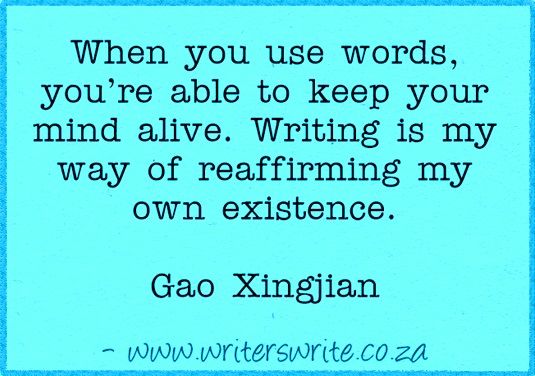 When you use words,
you're able to keep your
mind alive. Writing is my
way of reaffirming my
own existence.
Gao Xingjian
- www.writerswrite.co.za